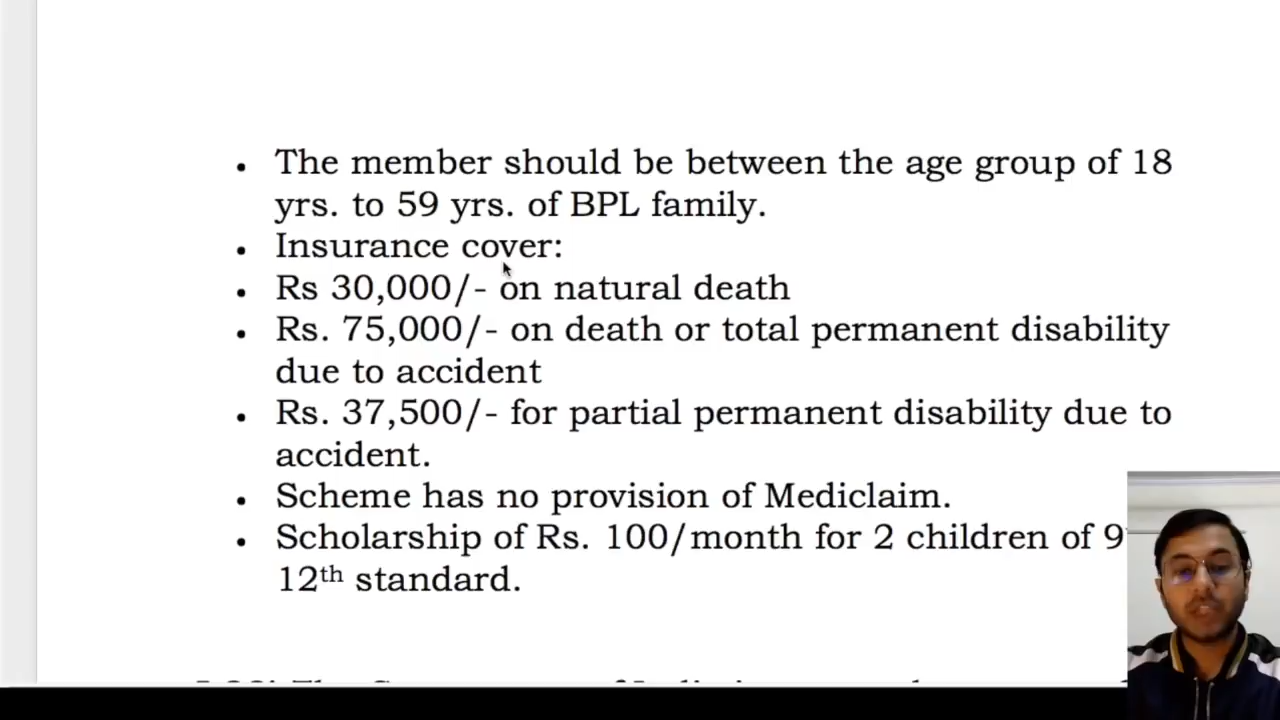 • The member should be between the age group of 18
yrs. to 59 yrs. of BPL family.
• Insurance cover:
• Rs 30,000/- on natural death
• Rs. 75,000/- on death or total permanent disability
due to accident
• Rs. 37,500/- for partial permanent disability due to
accident.
• Scheme has no provision of Mediclaim.
• Scholarship of Rs. 100/month for 2 children of 9
12th standard.